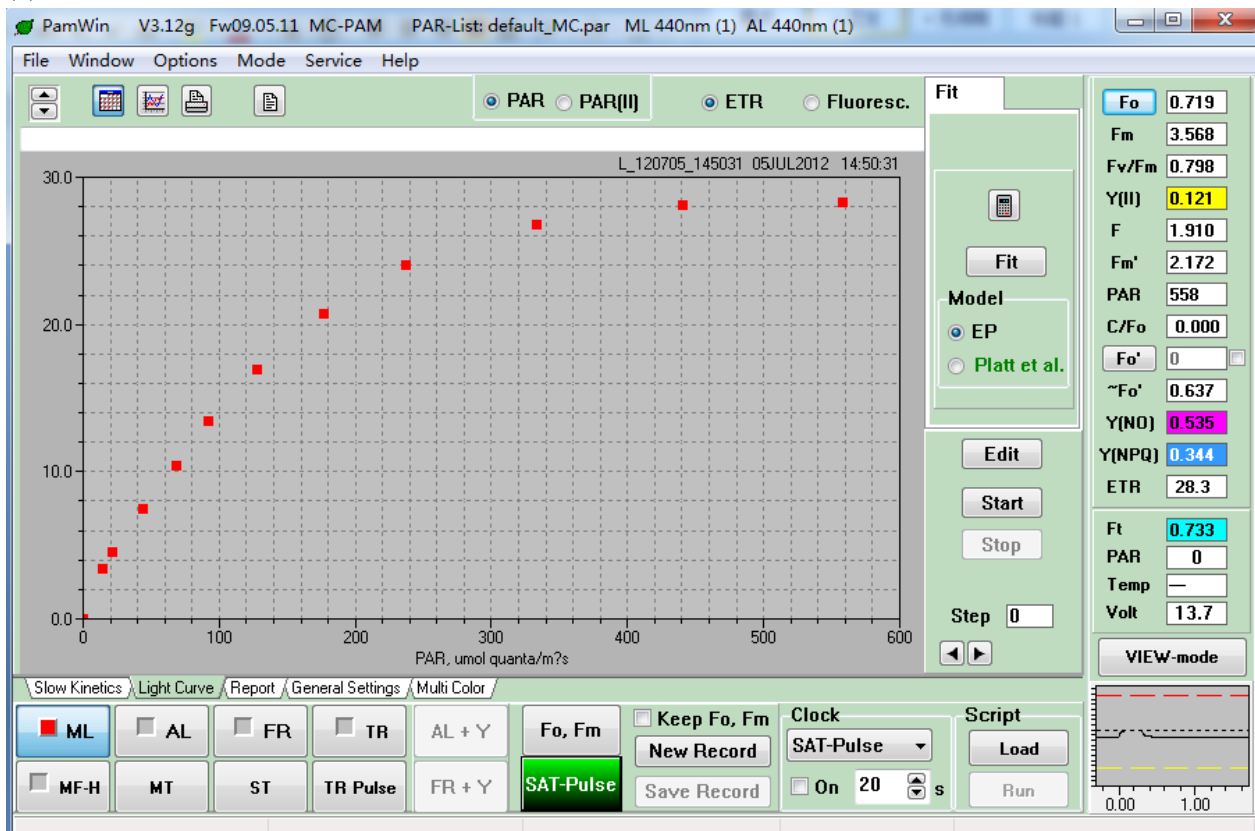 PamWin V3.12g Fw09.05.11 MC-PAM PAR-List: default_MC.par ML 440nm (1) AL 440nm (1)
File Window Options Mode Service Help
PAR PAR(II) ETR Fluoresc.
L_120705_145031 05JUL2012 14:50:31
30.0
20.0
10.0
0.0
0 100 200 300 400 500 600
PAR, umol quanta/m?s
Fit
Fit
Model
EP
Platt et al.
Edit
Start
Stop
Step 0
Fo 0.719
Fm 3.568
Fv/Fm 0.798
Y(II) 0.121
F 1.910
Fm' 2.172
PAR 558
C/Fo 0.000
Fo' 0
~Fo' 0.637
Y(NO) 0.535
Y(NPQ) 0.344
ETR 28.3
Ft 0.733
PAR 0
Temp —
Volt 13.7
VIEW-mode
0.00 1.00
Slow Kinetics Light Curve Report General Settings Multi Color
ML AL FR TR AL + Y Fo, Fm
MF-H MT ST TR Pulse FR + Y SAT-Pulse
Keep Fo, Fm
New Record
Save Record
Clock
SAT-Pulse
On 20 s
Script
Load
Run